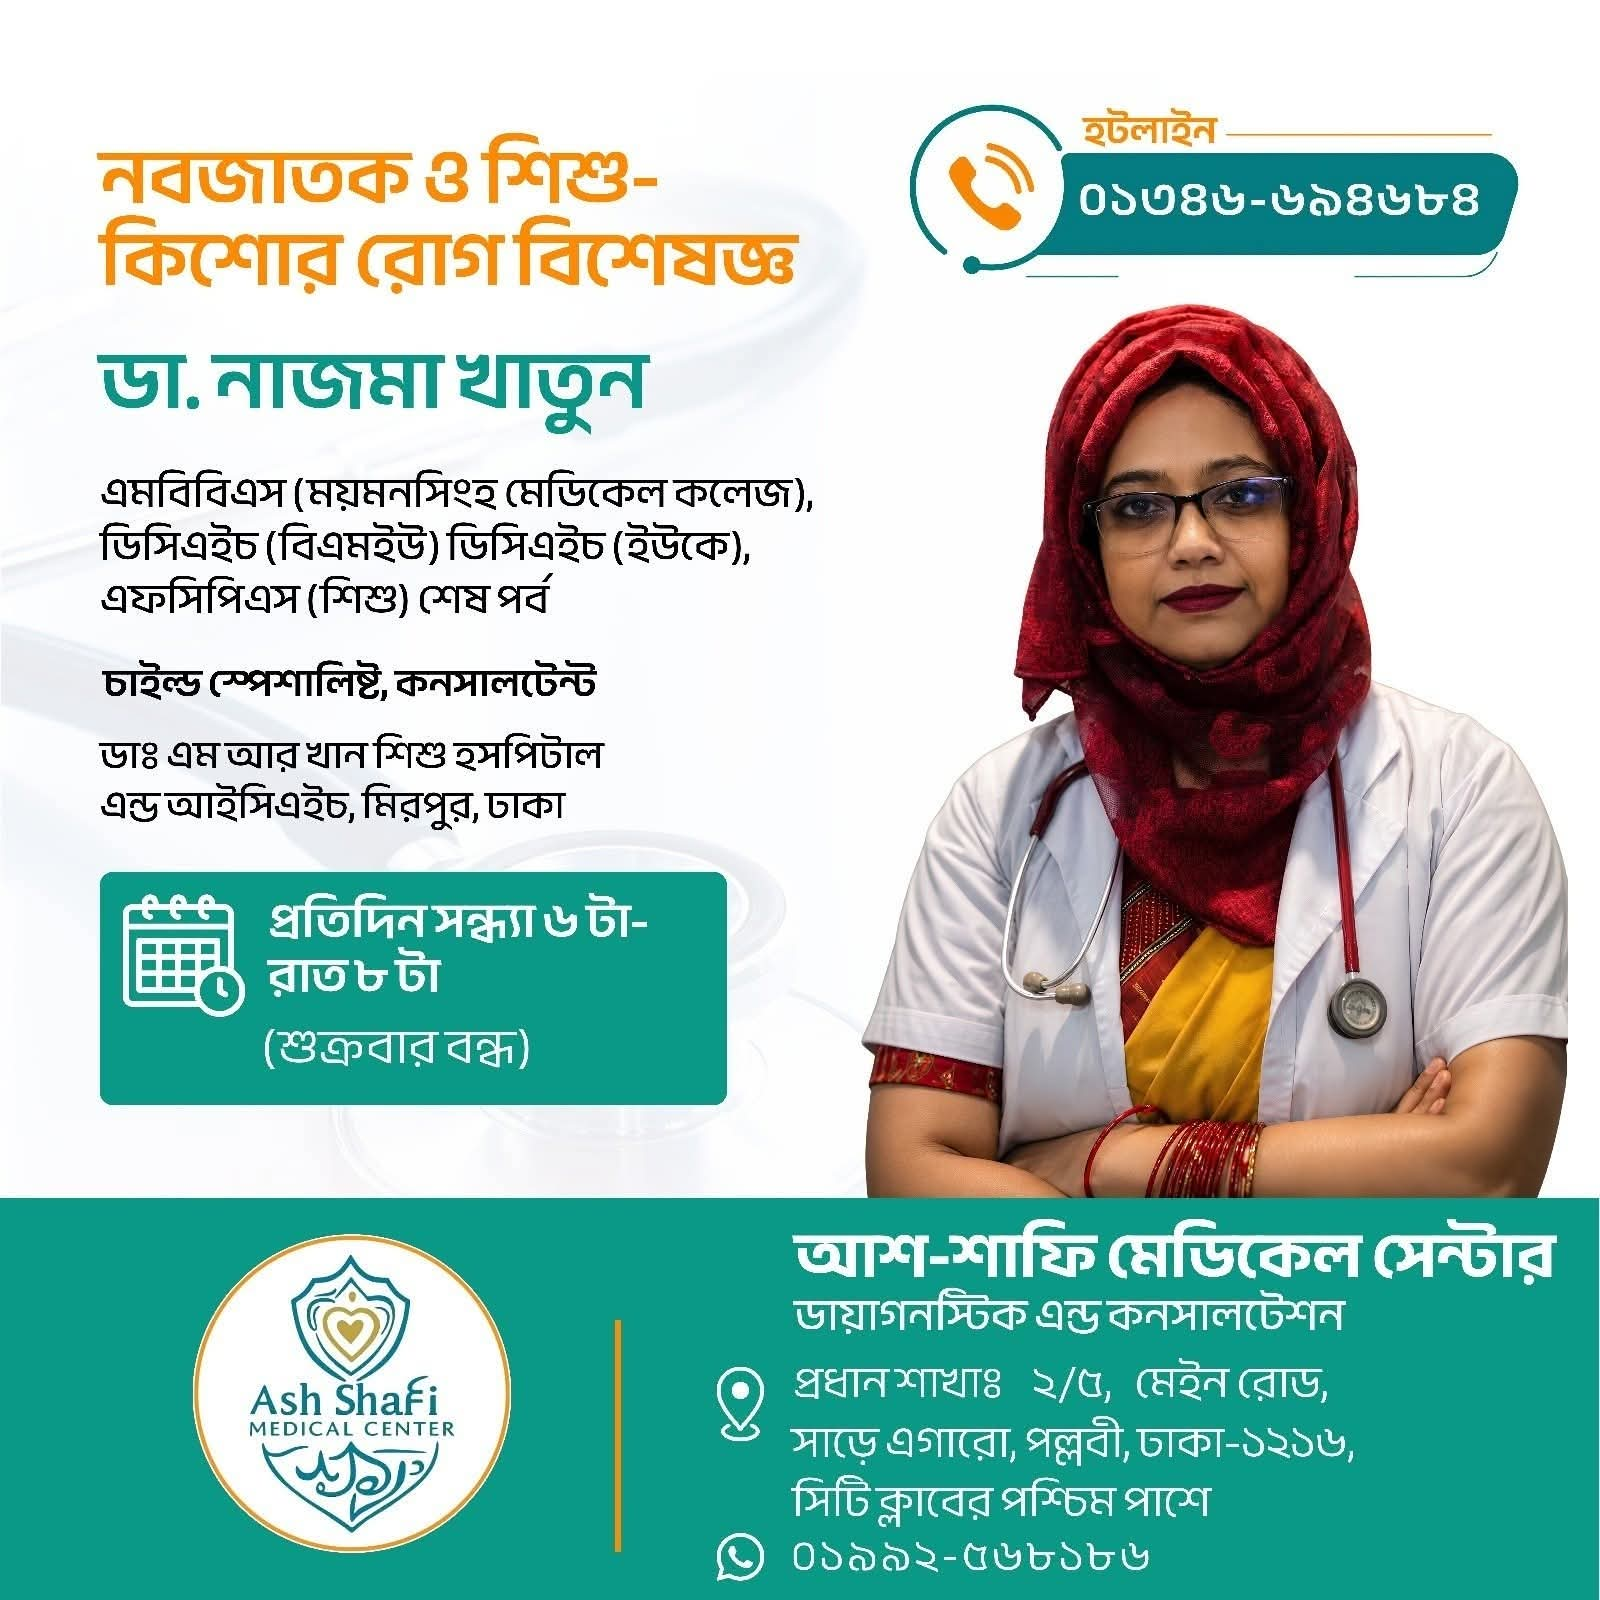 হটলাইন
০১৩৪৬-৬৯৪৬৮৪
নবজাতক ও শিশু-
কিশোর রোগ বিশেষজ্ঞ
ডা. নাজমা খাতুন
এমবিবিএস (ময়মনসিংহ মেডিকেল কলেজ),
ডিসিএইচ (বিএমইউ) ডিসিএইচ (ইউকে),
এফসিপিএস (শিশু) শেষ পর্ব
চাইল্ড স্পেশালিষ্ট, কনসালটেন্ট
ডাঃ এম আর খান শিশু হসপিটাল
এন্ড আইসিএইচ, মিরপুর, ঢাকা
প্রতিদিন সন্ধ্যা ৬ টা-
রাত ৮ টা
(শুক্রবার বন্ধ)
Ash Shafi
MEDICAL CENTER
আশ-শাফি মেডিকেল সেন্টার
ডায়াগনস্টিক এন্ড কনসালটেশন
প্রধান শাখাঃ ২/৫, মেইন রোড,
সাড়ে এগারো, পল্লবী, ঢাকা-১২১৬,
সিটি ক্লাবের পশ্চিম পাশে
০১৯৯২-৫৬৮১৮৬